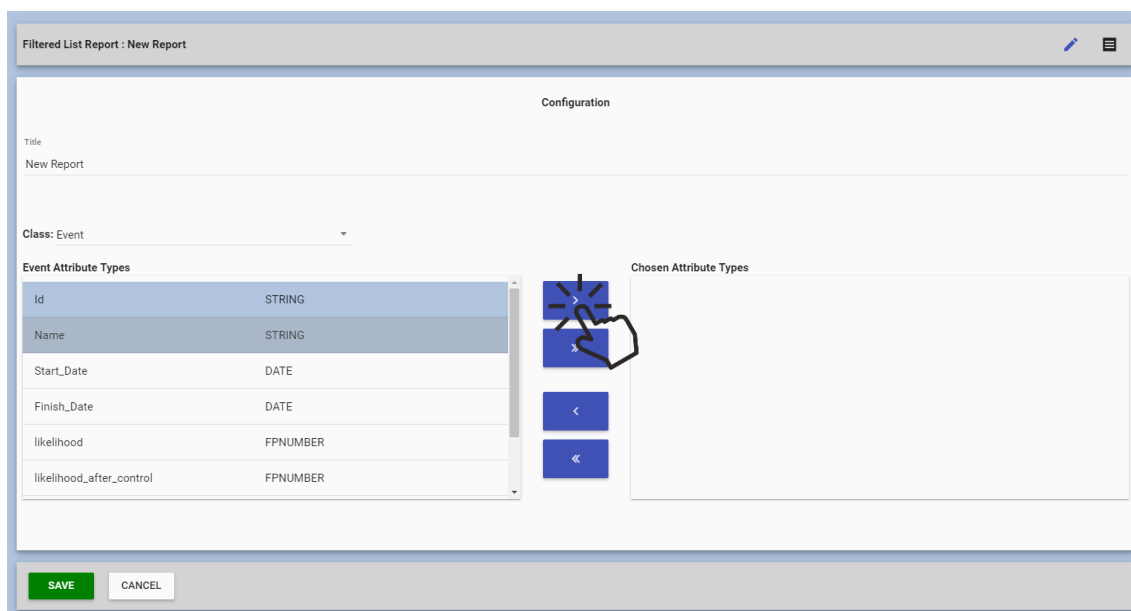 Filtered List Report : New Report
Configuration
Title
New Report
Class: Event
Event Attribute Types
Chosen Attribute Types
Id STRING
Name STRING
Start_Date DATE
Finish_Date DATE
likelihood FPNUMBER
likelihood_after_control FPNUMBER
SAVE CANCEL